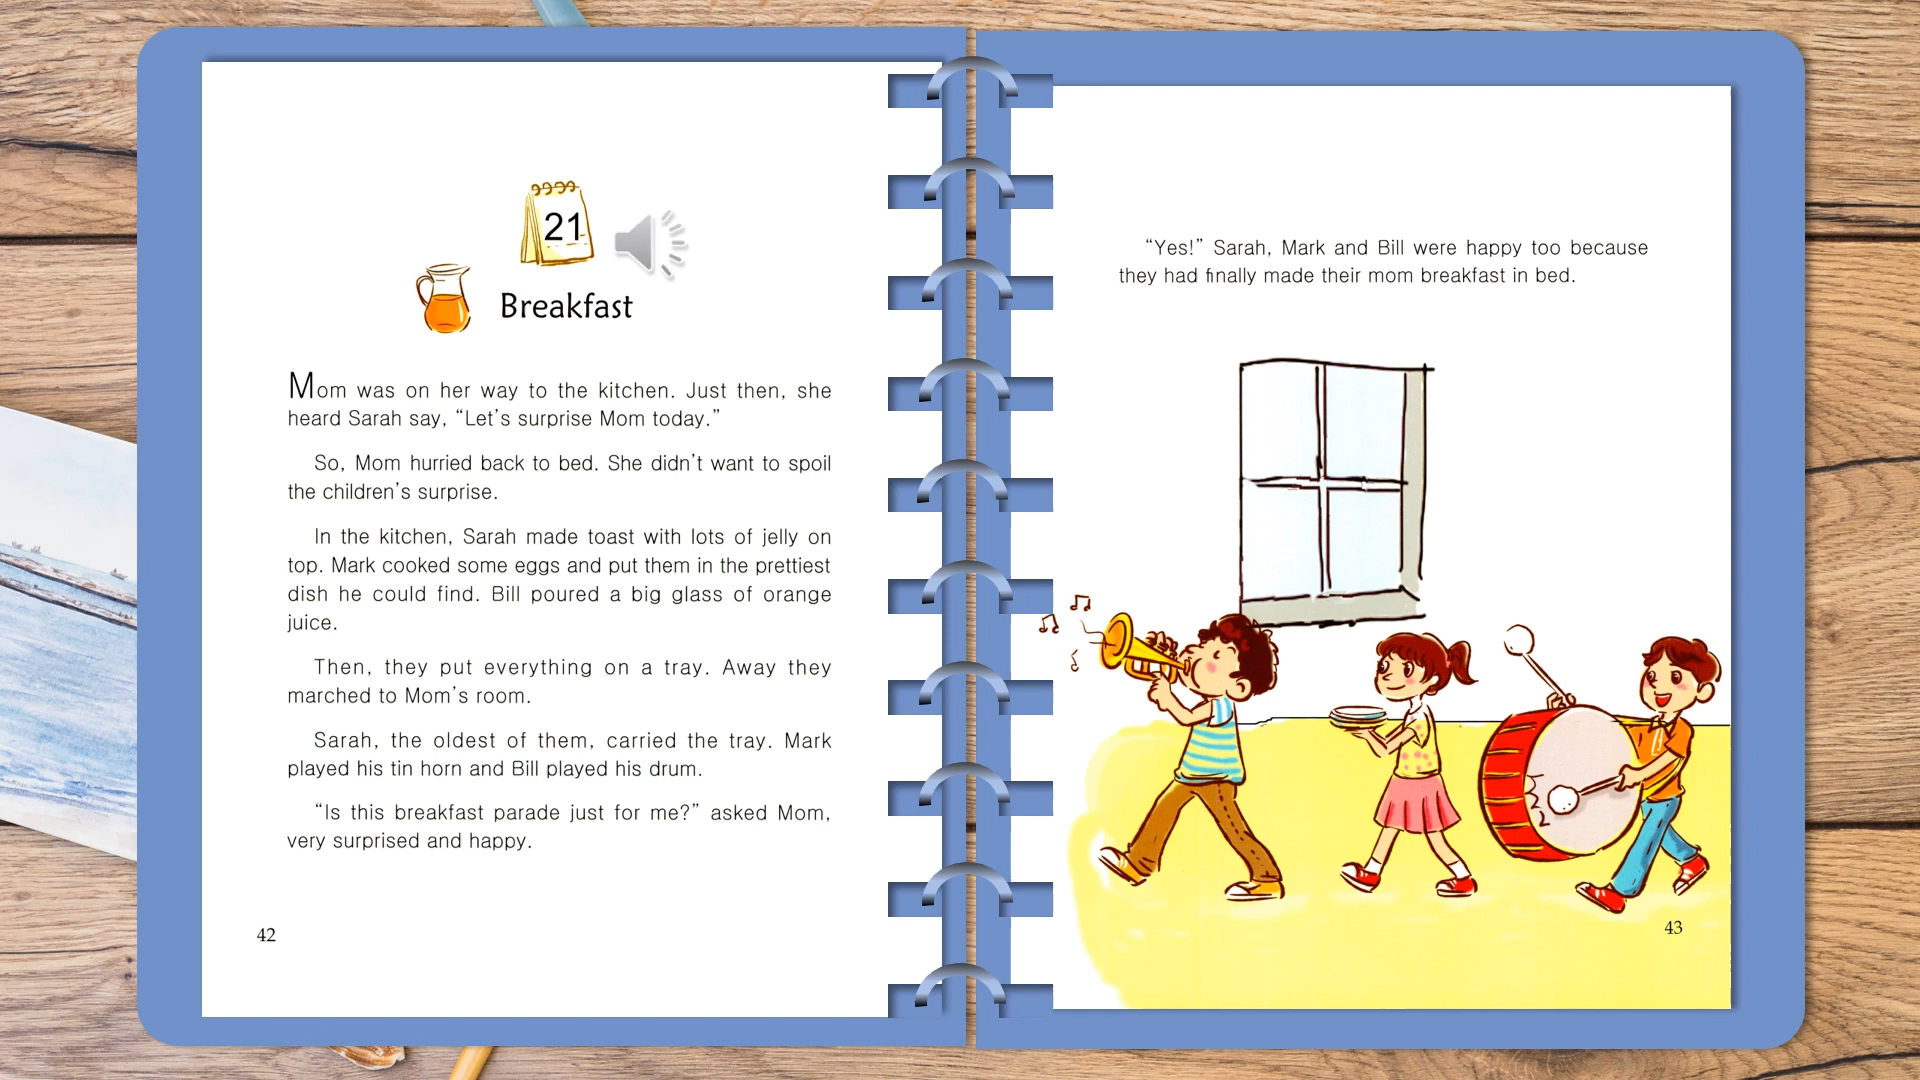 21
Breakfast
Mom was on her way to the kitchen. Just then, she
heard Sarah say, “Let’s surprise Mom today.”
So, Mom hurried back to bed. She didn’t want to spoil
the children’s surprise.
In the kitchen, Sarah made toast with lots of jelly on
top. Mark cooked some eggs and put them in the prettiest
dish he could find. Bill poured a big glass of orange
juice.
Then, they put everything on a tray. Away they
marched to Mom’s room.
Sarah, the oldest of them, carried the tray. Mark
played his tin horn and Bill played his drum.
“Is this breakfast parade just for me?” asked Mom,
very surprised and happy.
42
“Yes!” Sarah, Mark and Bill were happy too because
they had finally made their mom breakfast in bed.
43